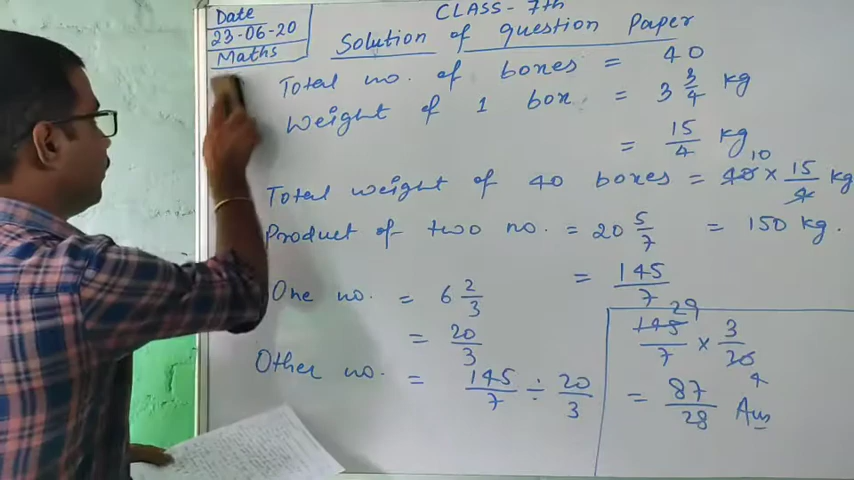 Date
23-06-20
Maths
CLASS- 7th
Solution of question Paper
Total no. of boxes = 40
Weight of 1 box = 3 3/4 kg
= 15/4 kg
Total weight of 40 boxes = 40 10 × 15/4 kg
= 150 kg.
Product of two no. = 20 5/7
= 145/7
One no. = 6 2/3
= 20/3
Other no. = 145/7 ÷ 20/3
145 29/7 × 3/20 4
= 87/28 Ans